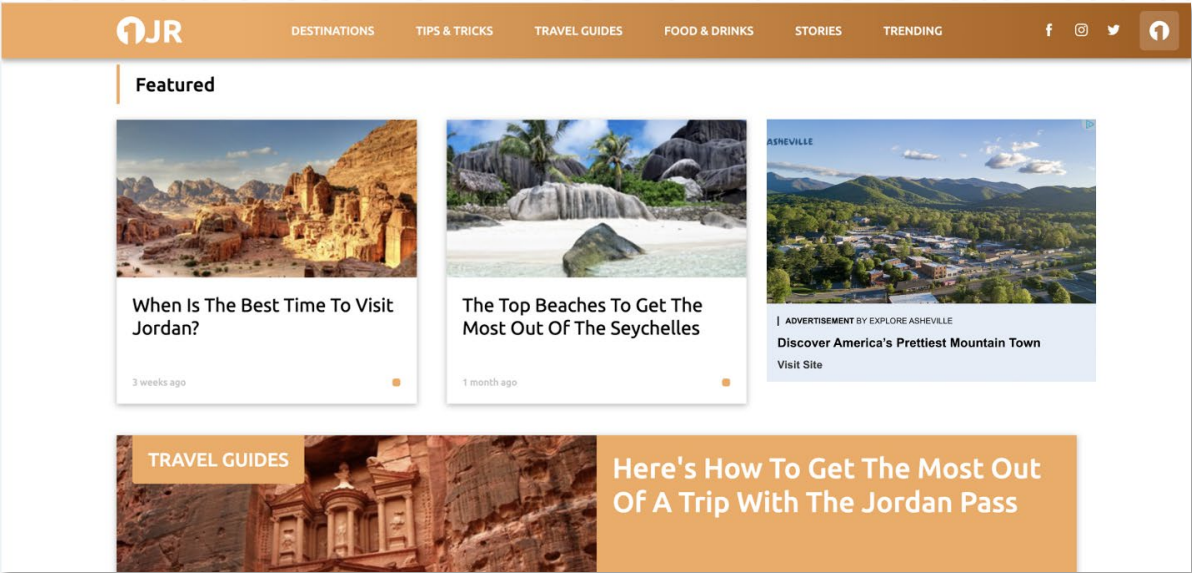 JR
DESTINATIONS
TIPS & TRICKS
TRAVEL GUIDES
FOOD & DRINKS
STORIES
TRENDING
Featured
When Is The Best Time To Visit
Jordan?
3 weeks ago
The Top Beaches To Get The
Most Out Of The Seychelles
1 month ago
ASHEVILLE
ADVERTISEMENT BY EXPLORE ASHEVILLE
Discover America's Prettiest Mountain Town
Visit Site
TRAVEL GUIDES
Here's How To Get The Most Out
Of A Trip With The Jordan Pass